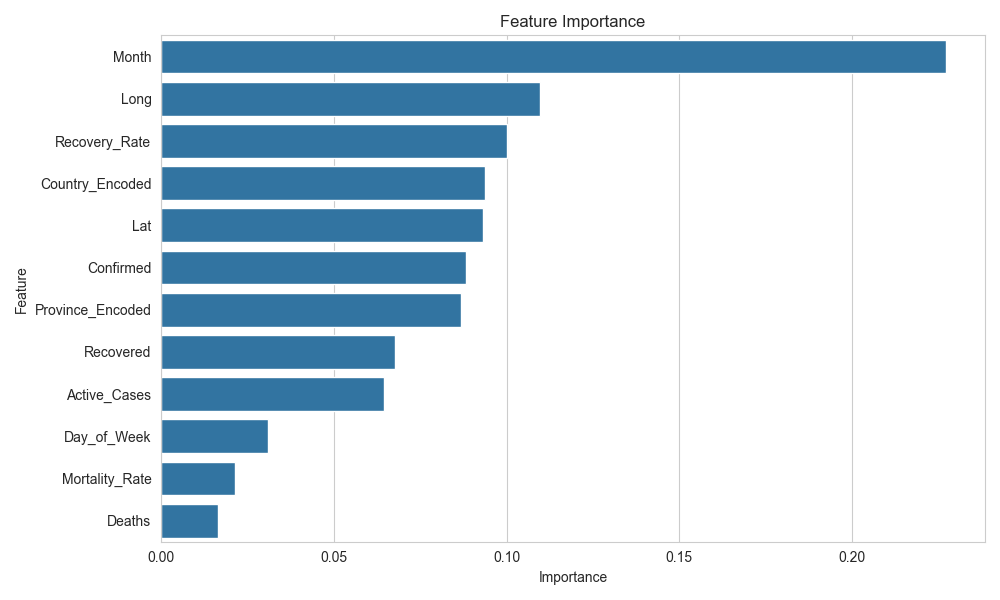 Feature Importance
Month
Long
Recovery_Rate
Country_Encoded
Lat
Confirmed
Province_Encoded
Recovered
Active_Cases
Day_of_Week
Mortality_Rate
Deaths
Feature
0.00 0.05 0.10 0.15 0.20
Importance